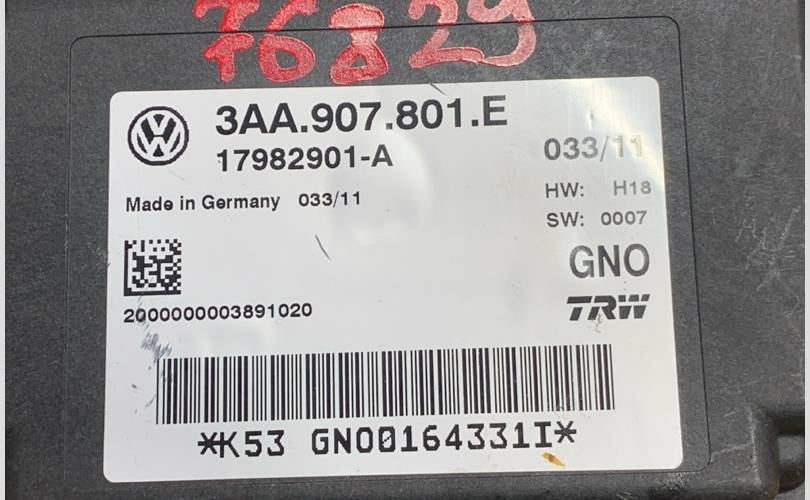 76829
3AA.907.801.E
17982901-A
033/11
Made in Germany 033/11
HW: H18
SW: 0007
GNO
TRW
2000000003891020
*K53 GNO00164331I*